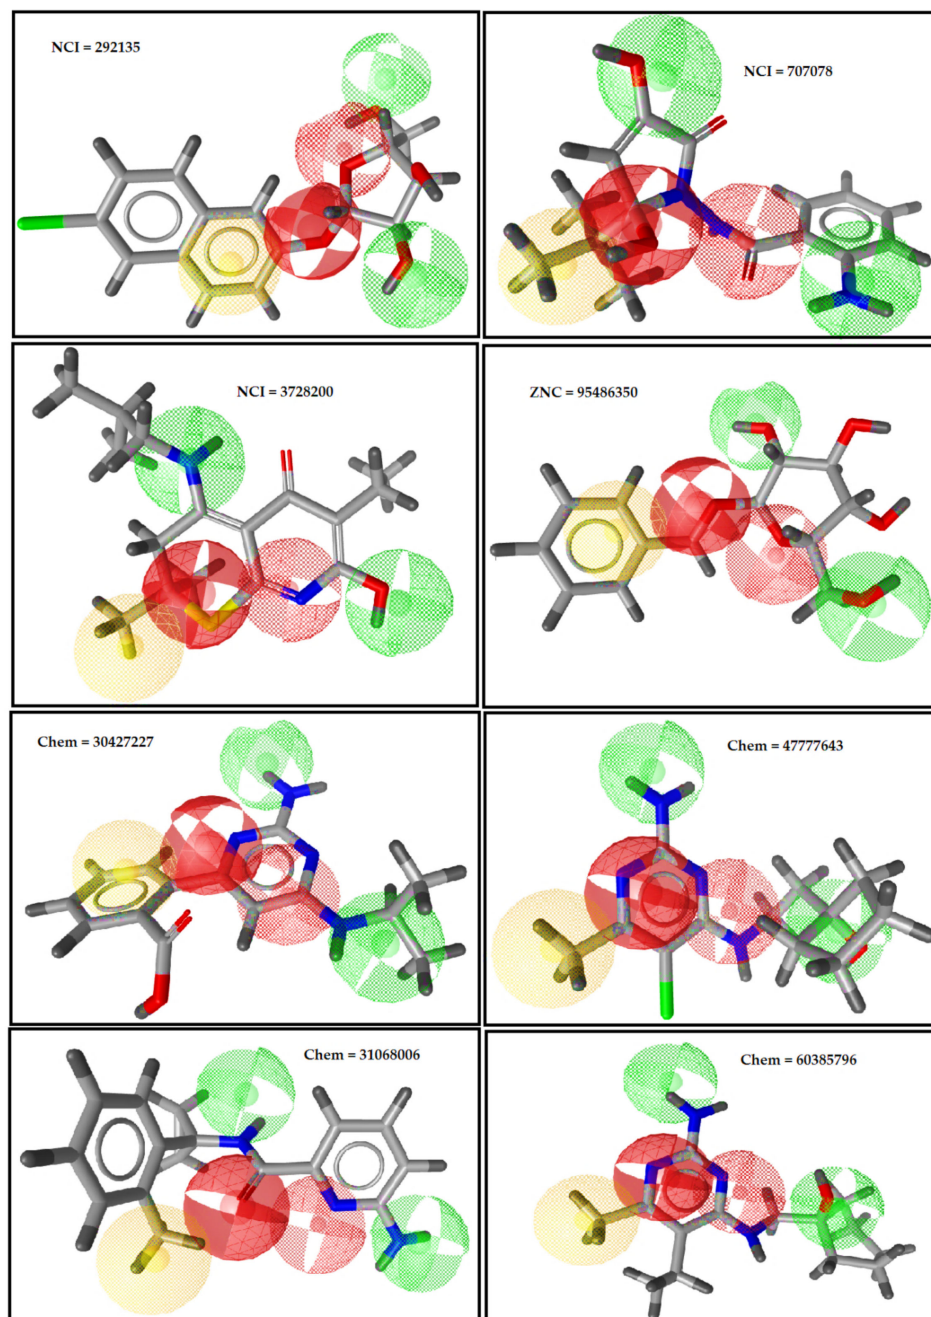 NCI = 292135
NCI = 707078
NCI = 3728200
ZNC = 95486350
Chem = 30427227
Chem = 47777643
Chem = 31068006
Chem = 60385796